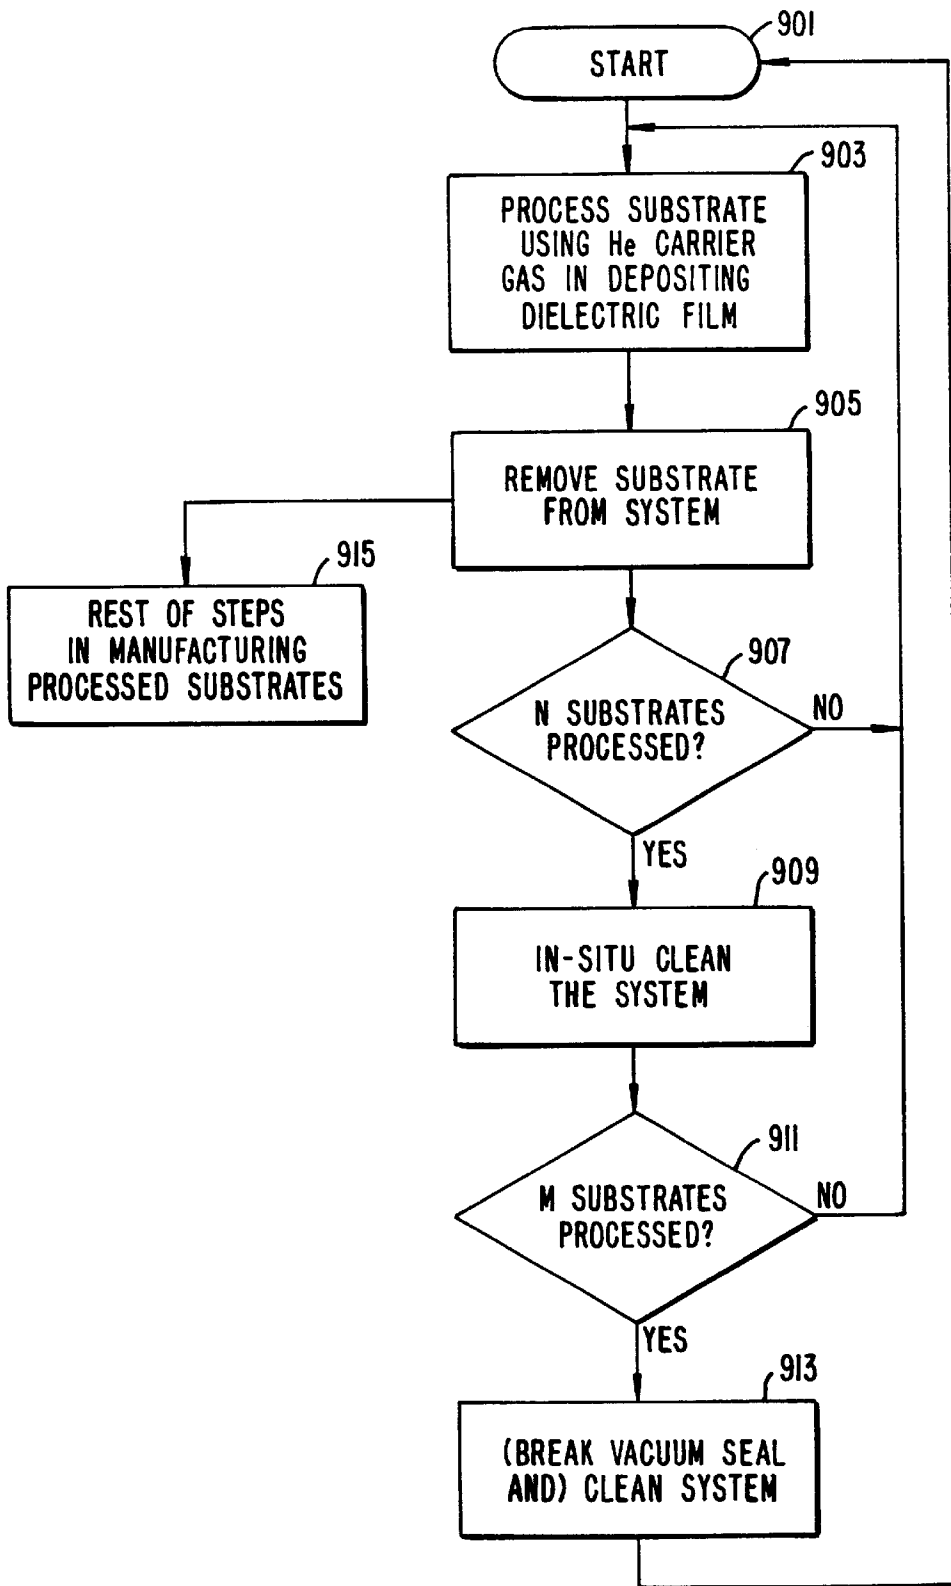 901
START
903
PROCESS SUBSTRATE
USING He CARRIER
GAS IN DEPOSITING
DIELECTRIC FILM
905
REMOVE SUBSTRATE
FROM SYSTEM
915
REST OF STEPS
IN MANUFACTURING
PROCESSED SUBSTRATES
907
N SUBSTRATES
PROCESSED?
NO
YES
909
IN-SITU CLEAN
THE SYSTEM
911
M SUBSTRATES
PROCESSED?
NO
YES
913
(BREAK VACUUM SEAL
AND) CLEAN SYSTEM